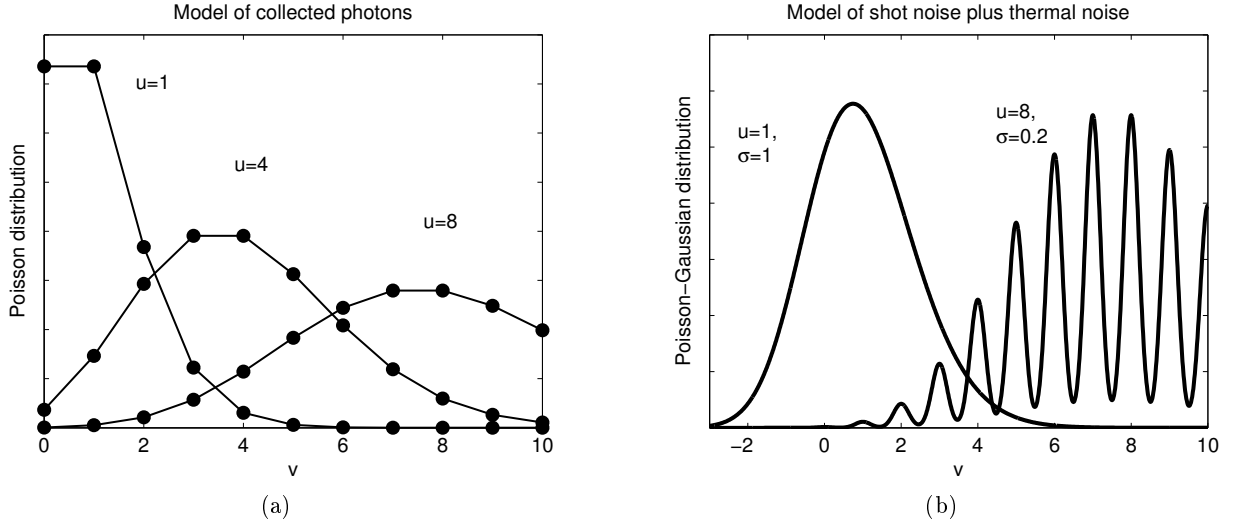 Model of collected photons
Poisson distribution
u=1
u=4
u=8
0 2 4 6 8 10
v
(a)
Model of shot noise plus thermal noise
Poisson−Gaussian distribution
u=1,
σ=1
u=8,
σ=0.2
−2 0 2 4 6 8 10
v
(b)